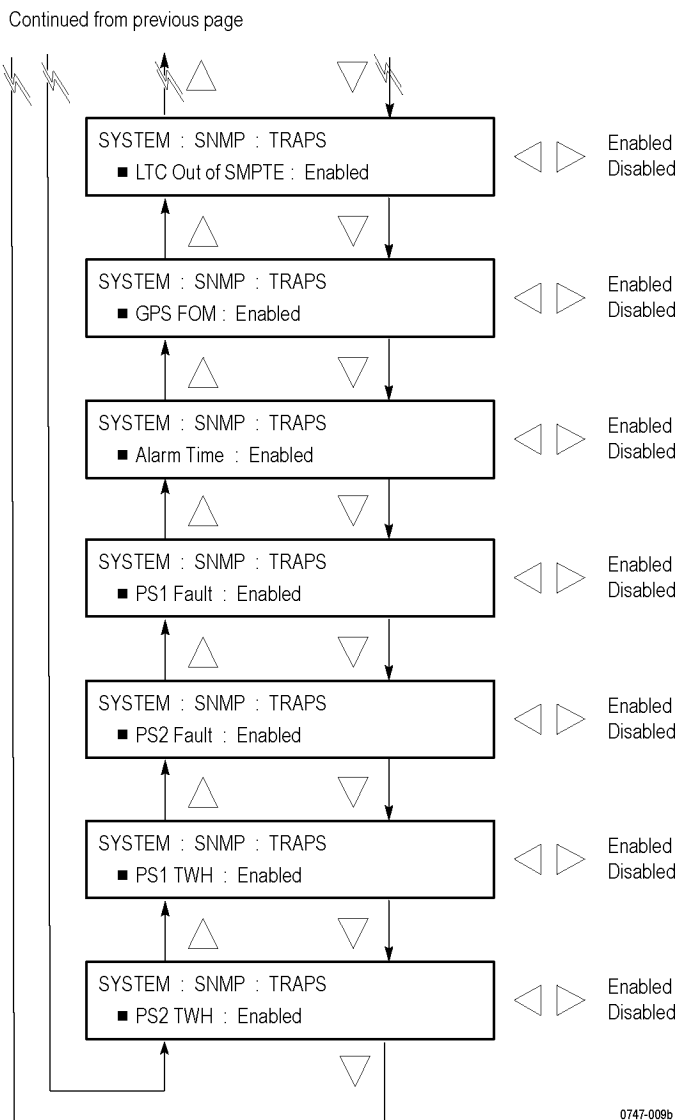 Continued from previous page
SYSTEM : SNMP : TRAPS
■ LTC Out of SMPTE : Enabled
Enabled
Disabled
SYSTEM : SNMP : TRAPS
■ GPS FOM : Enabled
Enabled
Disabled
SYSTEM : SNMP : TRAPS
■ Alarm Time : Enabled
Enabled
Disabled
SYSTEM : SNMP : TRAPS
■ PS1 Fault : Enabled
Enabled
Disabled
SYSTEM : SNMP : TRAPS
■ PS2 Fault : Enabled
Enabled
Disabled
SYSTEM : SNMP : TRAPS
■ PS1 TWH : Enabled
Enabled
Disabled
SYSTEM : SNMP : TRAPS
■ PS2 TWH : Enabled
Enabled
Disabled
0747-009b